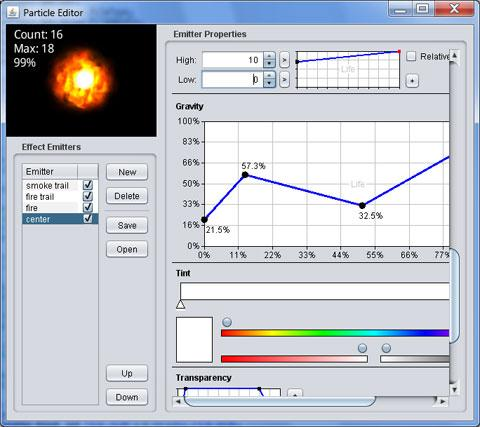 Particle Editor
Count: 16
Max: 18
99%
Effect Emitters
Emitter
smoke trail
fire trail
fire
center
New
Delete
Save
Open
Up
Down
Emitter Properties
High: 10 >
Low: 0 >
Life
Relative
+
Gravity
100%
83%
66%
50%
33%
16%
0%
57.3%
21.5%
32.5%
Life
0% 11% 22% 33% 44% 55% 66% 77%
Tint
Transparency
+